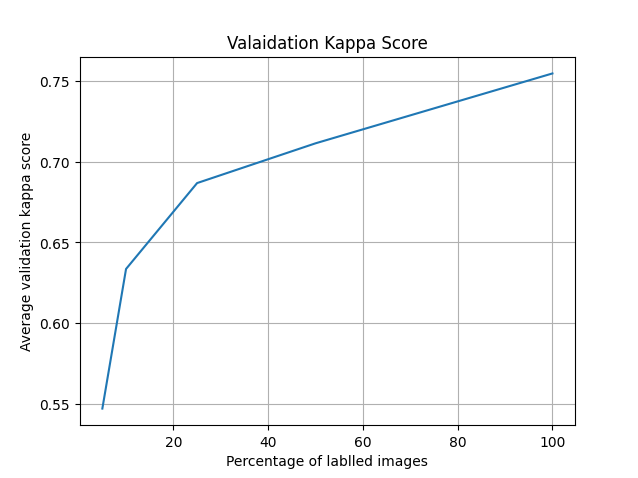 Valaidation Kappa Score
Average validation kappa score
0.75
0.70
0.65
0.60
0.55
20 40 60 80 100
Percentage of lablled images